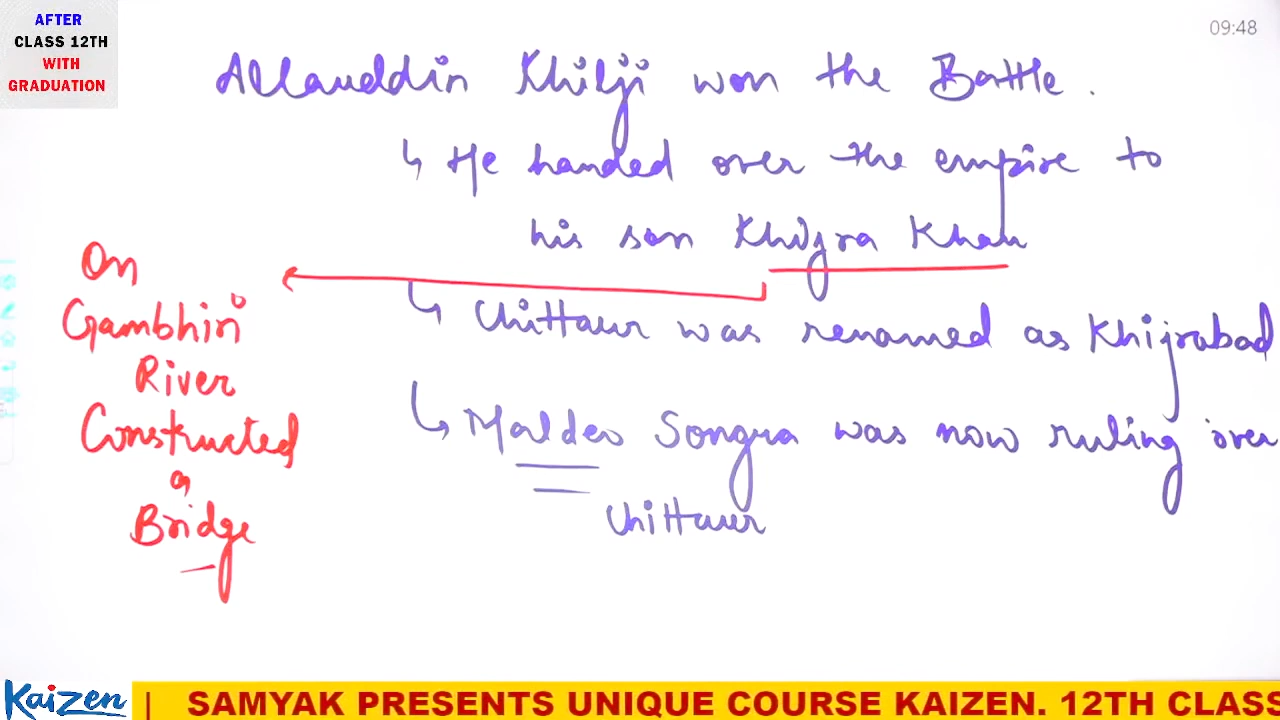 AFTER
CLASS 12TH
WITH
GRADUATION
09:48
Allauddin Khilji won the Battle.
↳ He handed over the empire to
his son Khijra Khan
↳ Chittaur was renamed as Khijrabad
↳ Maldeo Songra was now ruling over
Chittaur
On
Gambhiri
River
Constructed
a
Bridge
Kaizen
| SAMYAK PRESENTS UNIQUE COURSE KAIZEN. 12TH CLASS